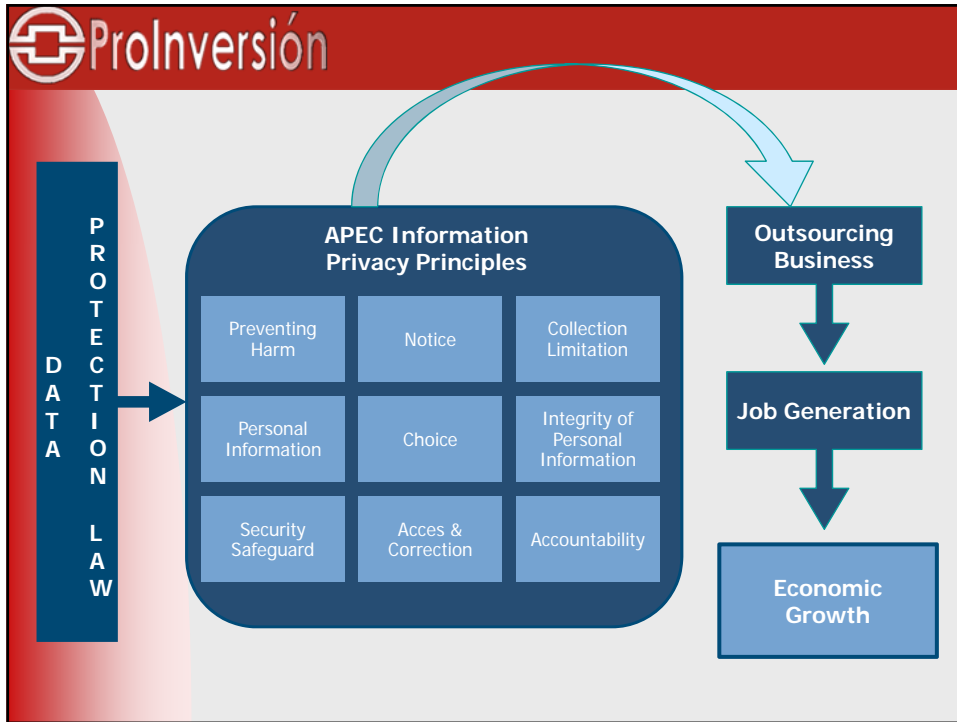 ProInversión
DATA
PROTECTION LAW
APEC Information
Privacy Principles
Preventing
Harm
Notice
Collection
Limitation
Personal
Information
Choice
Integrity of
Personal
Information
Security
Safeguard
Acces &
Correction
Accountability
Outsourcing
Business
Job Generation
Economic
Growth